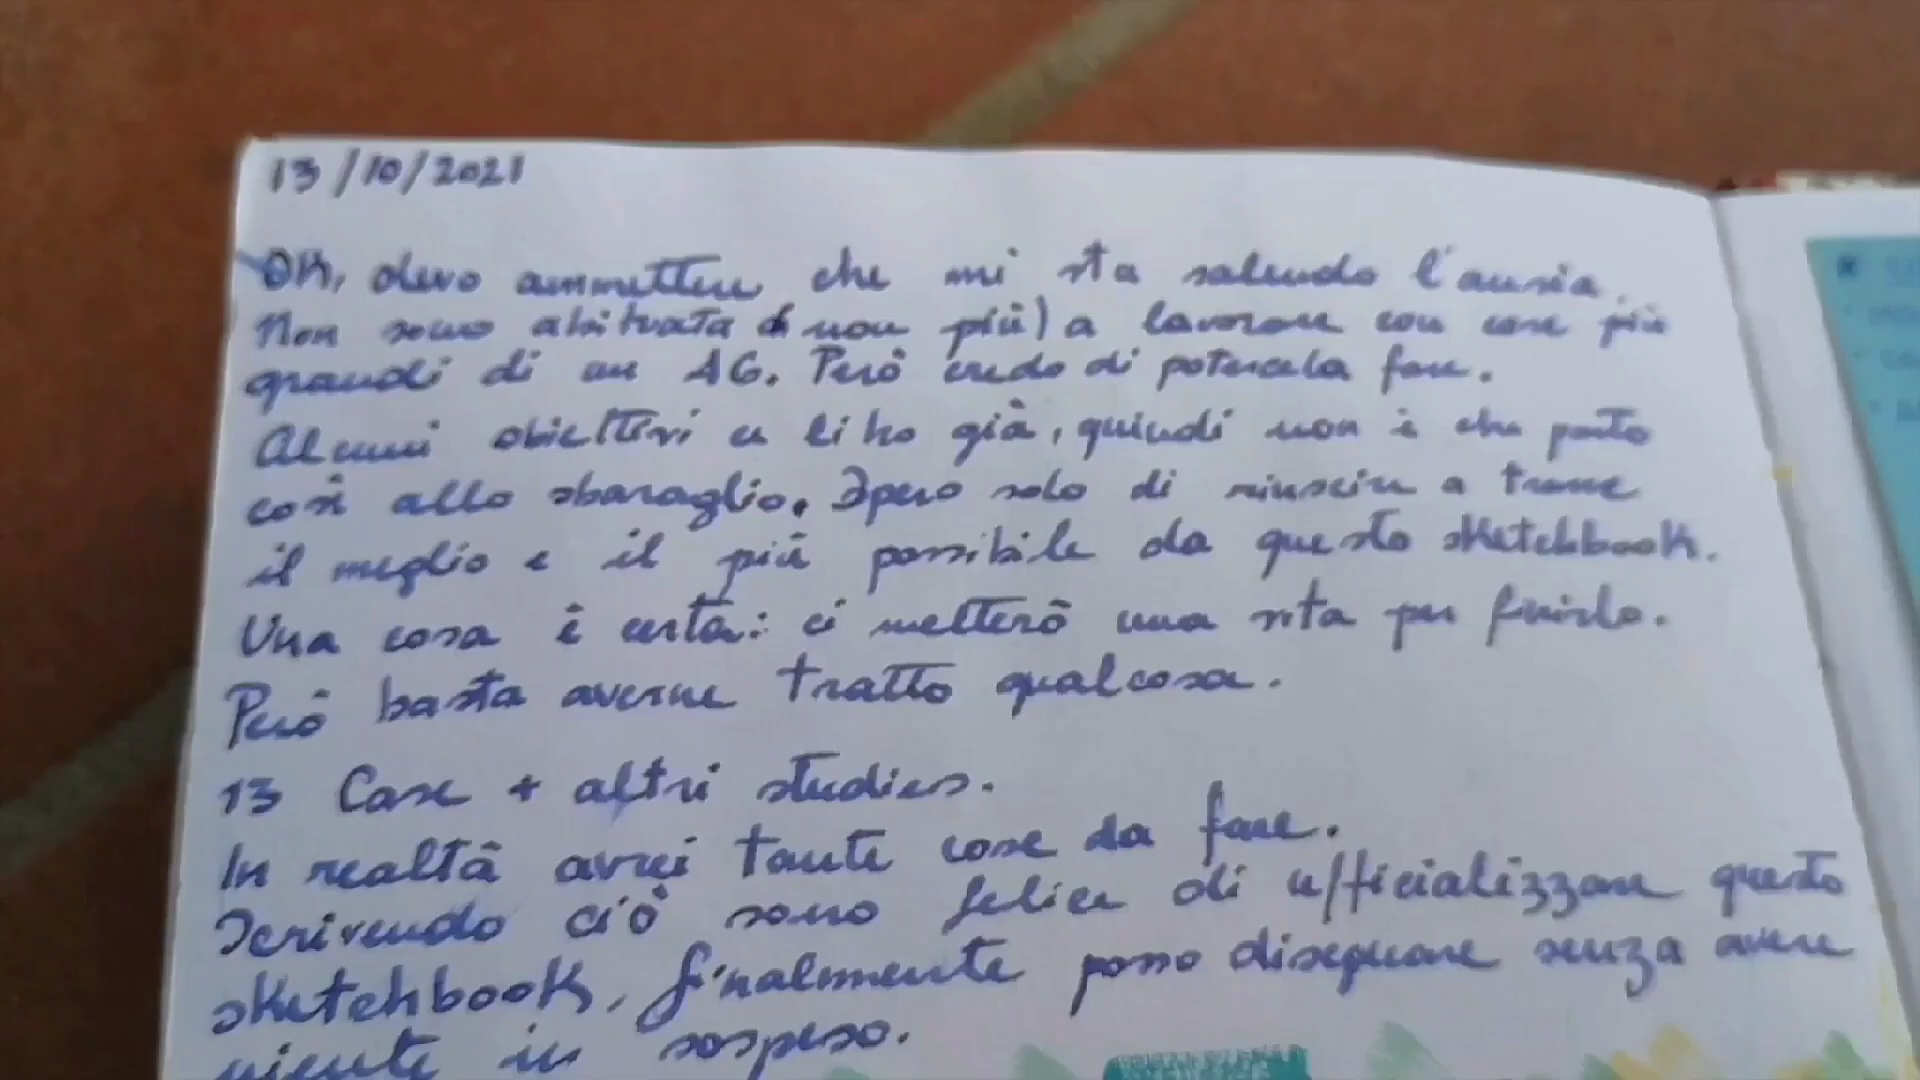 13/10/2021
OK, devo ammettere che mi sta salendo l'ansia.
Non sono abituata (o non più) a lavorare con cose più
grandi di un A6. Però credo di potercela fare.
Alcuni obiettivi ce li ho già, quindi non è che parto
così allo sbaraglio. Spero solo di riuscire a trarne
il meglio e il più possibile da questo sketchbook.
Una cosa è certa: ci metterò una vita per finirlo.
Però basta averne tratto qualcosa.
13 Case + altri studies.
In realtà avrei tante cose da fare.
Scrivendo ciò sono felice di ufficializzare questo
sketchbook, finalmente posso disegnare senza avere
niente in sospeso.